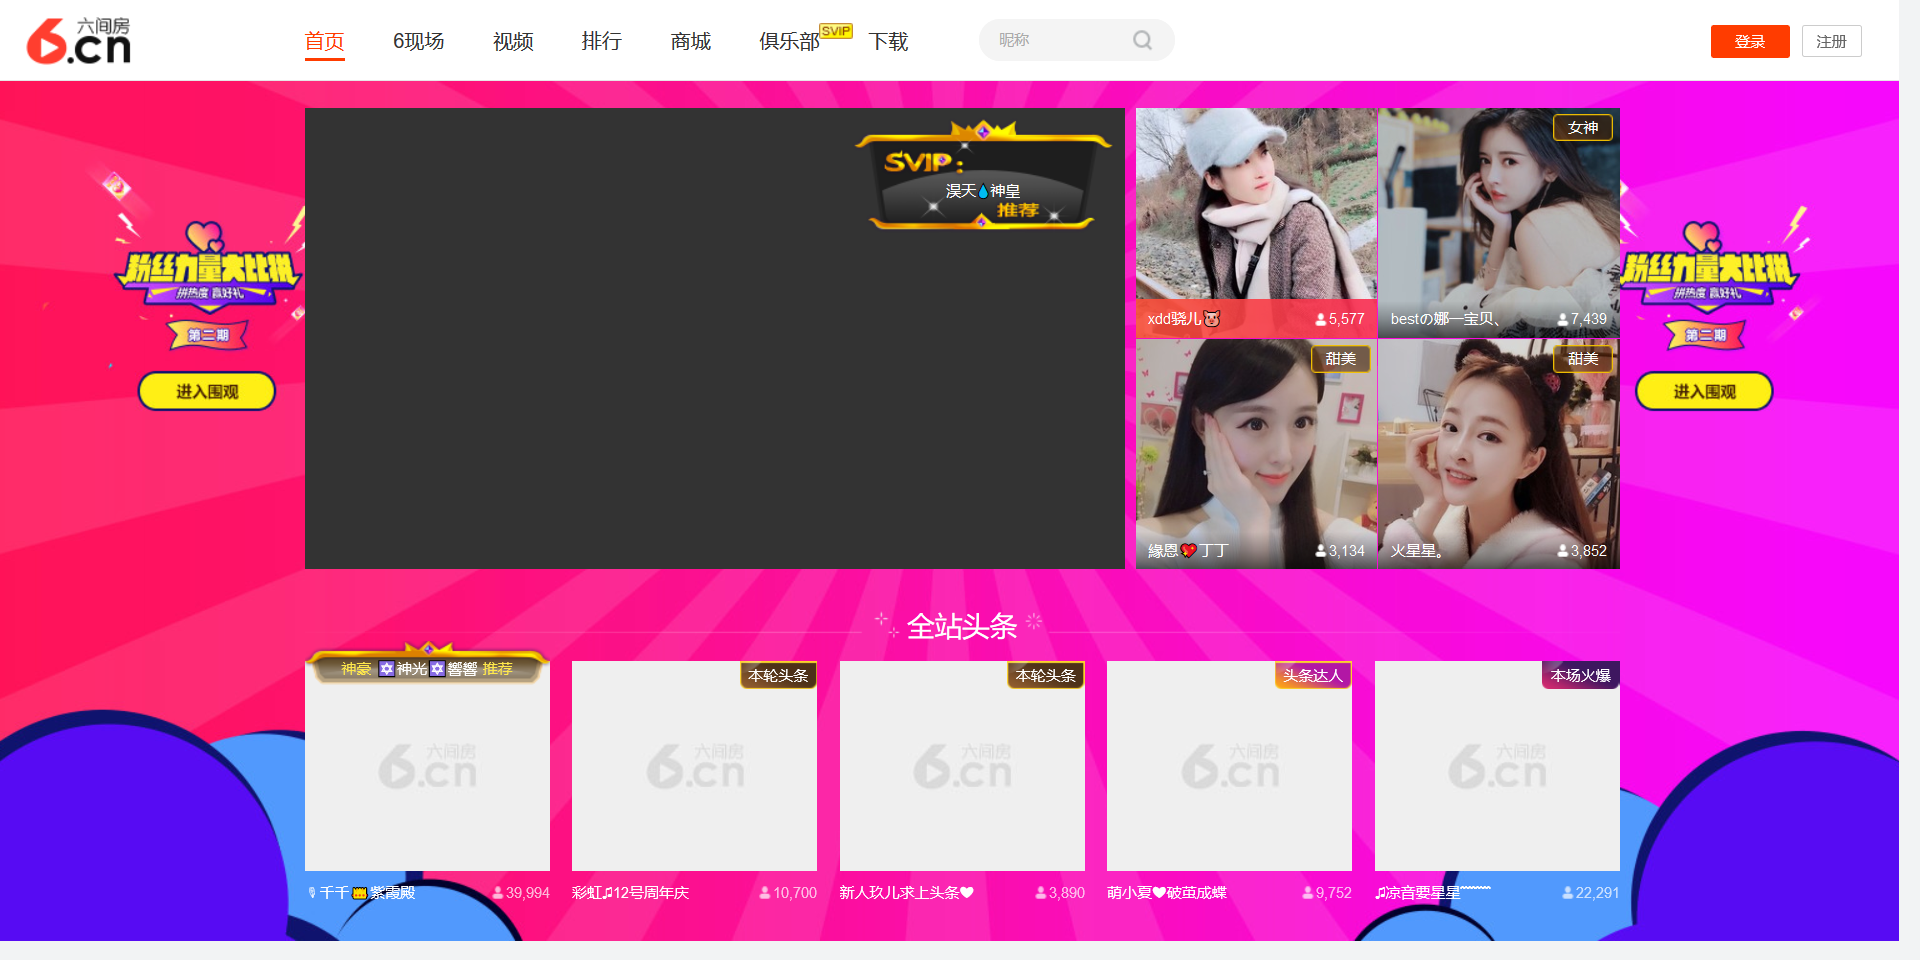 六间房
6.cn
首页 6现场 视频 排行 商城 俱乐部 SVIP 下载
昵称
登录 注册
SVIP：
淏天💧神皇
推荐
女神
xdd骁儿🐷 5,577
bestの娜一宝贝、 7,439
甜美
甜美
緣恩💖丁丁 3,134
火星星。 3,852
粉丝力量大比拼
拼热度 赢好礼
第二期
进入围观
粉丝力量大比拼
拼热度 赢好礼
第二期
进入围观
全站头条
神豪 🔯神光🔯響響 推荐
本轮头条
本轮头条
头条达人
本场火爆
六间房
6.cn
六间房
6.cn
六间房
6.cn
六间房
6.cn
六间房
6.cn
🎙千千👑紫霞殿 39,994
彩虹♫12号周年庆 10,700
新人玖儿求上头条❤ 3,890
萌小夏❤破茧成蝶 9,752
♫凉音要星星﹌﹌ 22,291